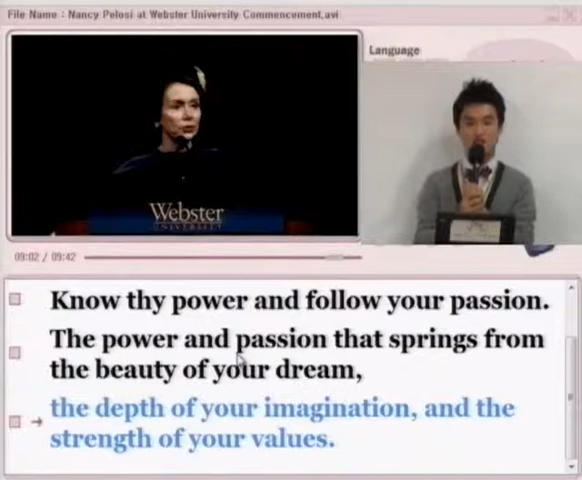 File Name : Nancy Pelosi at Webster University Commencement.avi
Language
Webster
UNIVERSITY
09:02 / 09:42
Know thy power and follow your passion.
The power and passion that springs from
the beauty of your dream,
the depth of your imagination, and the
strength of your values.